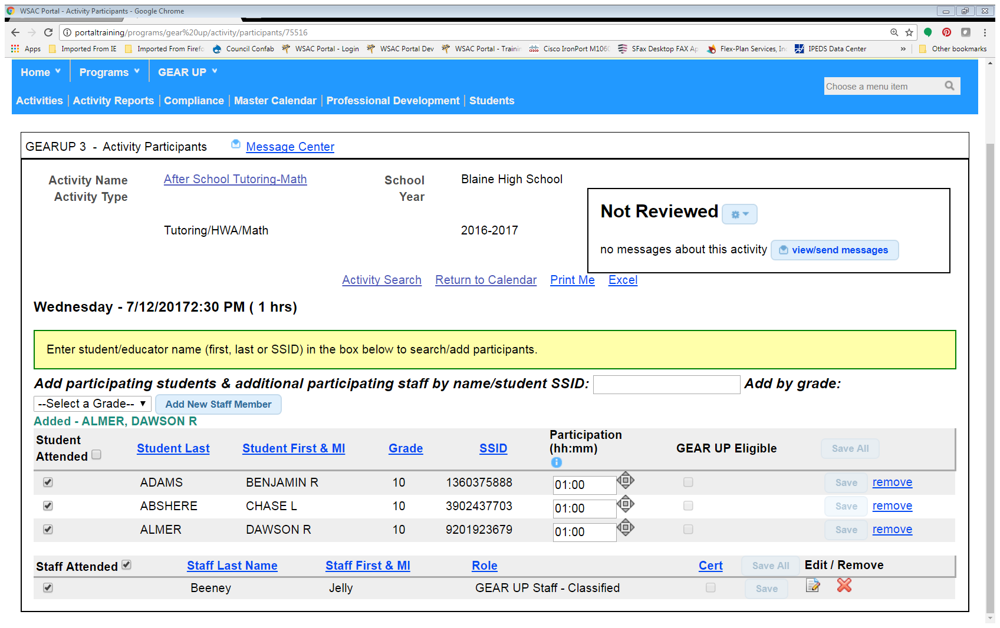 WSAC Portal - Activity Participants - Google Chrome
portaltraining/programs/gear%20up/activity/participants/75516
Apps Imported From IE Imported From Firefo Council Confab WSAC Portal - Login WSAC Portal Dev WSAC Portal - Trainin Cisco IronPort M1060 SFax Desktop FAX Ap Flex-Plan Services, Inc IPEDS Data Center » Other bookmarks
Home Programs GEAR UP
Choose a menu item
Activities Activity Reports Compliance Master Calendar Professional Development Students
GEARUP 3 - Activity Participants Message Center
Activity Name After School Tutoring-Math School Blaine High School
Activity Type Year
Not Reviewed
Tutoring/HWA/Math 2016-2017
no messages about this activity view/send messages
Activity Search Return to Calendar Print Me Excel
Wednesday - 7/12/20172:30 PM ( 1 hrs)
Enter student/educator name (first, last or SSID) in the box below to search/add participants.
Add participating students & additional participating staff by name/student SSID: Add by grade:
--Select a Grade-- Add New Staff Member
Added - ALMER, DAWSON R
Student Attended Student Last Student First & MI Grade SSID Participation (hh:mm) GEAR UP Eligible Save All
ADAMS BENJAMIN R 10 1360375888 01:00 Save remove
ABSHERE CHASE L 10 3902437703 01:00 Save remove
ALMER DAWSON R 10 9201923679 01:00 Save remove
Staff Attended Staff Last Name Staff First & MI Role Cert Save All Edit / Remove
Beeney Jelly GEAR UP Staff - Classified Save